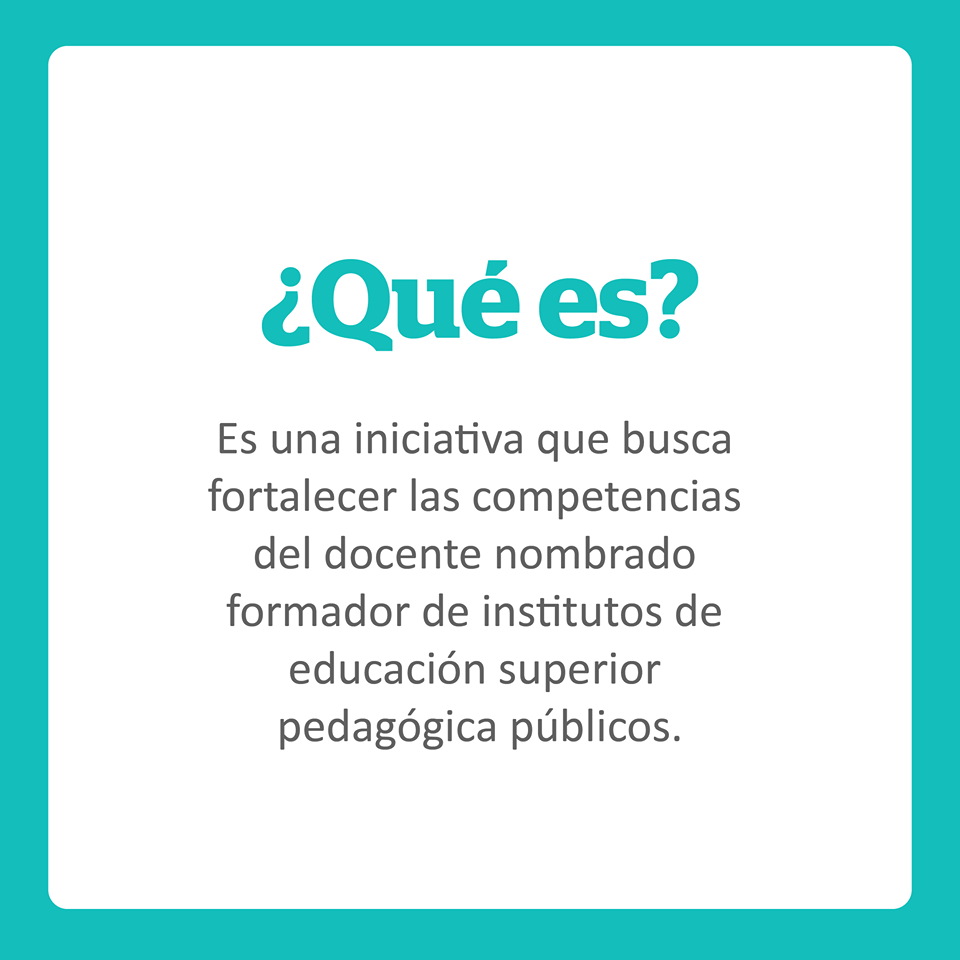 ¿Qué es?
Es una iniciativa que busca
fortalecer las competencias
del docente nombrado
formador de institutos de
educación superior
pedagógica públicos.